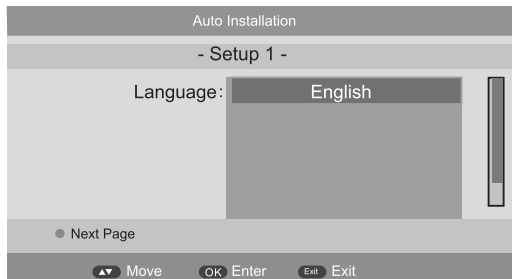 Auto Installation
- Setup 1 -
Language: English
Next Page
▲▼ Move OK Enter Exit Exit